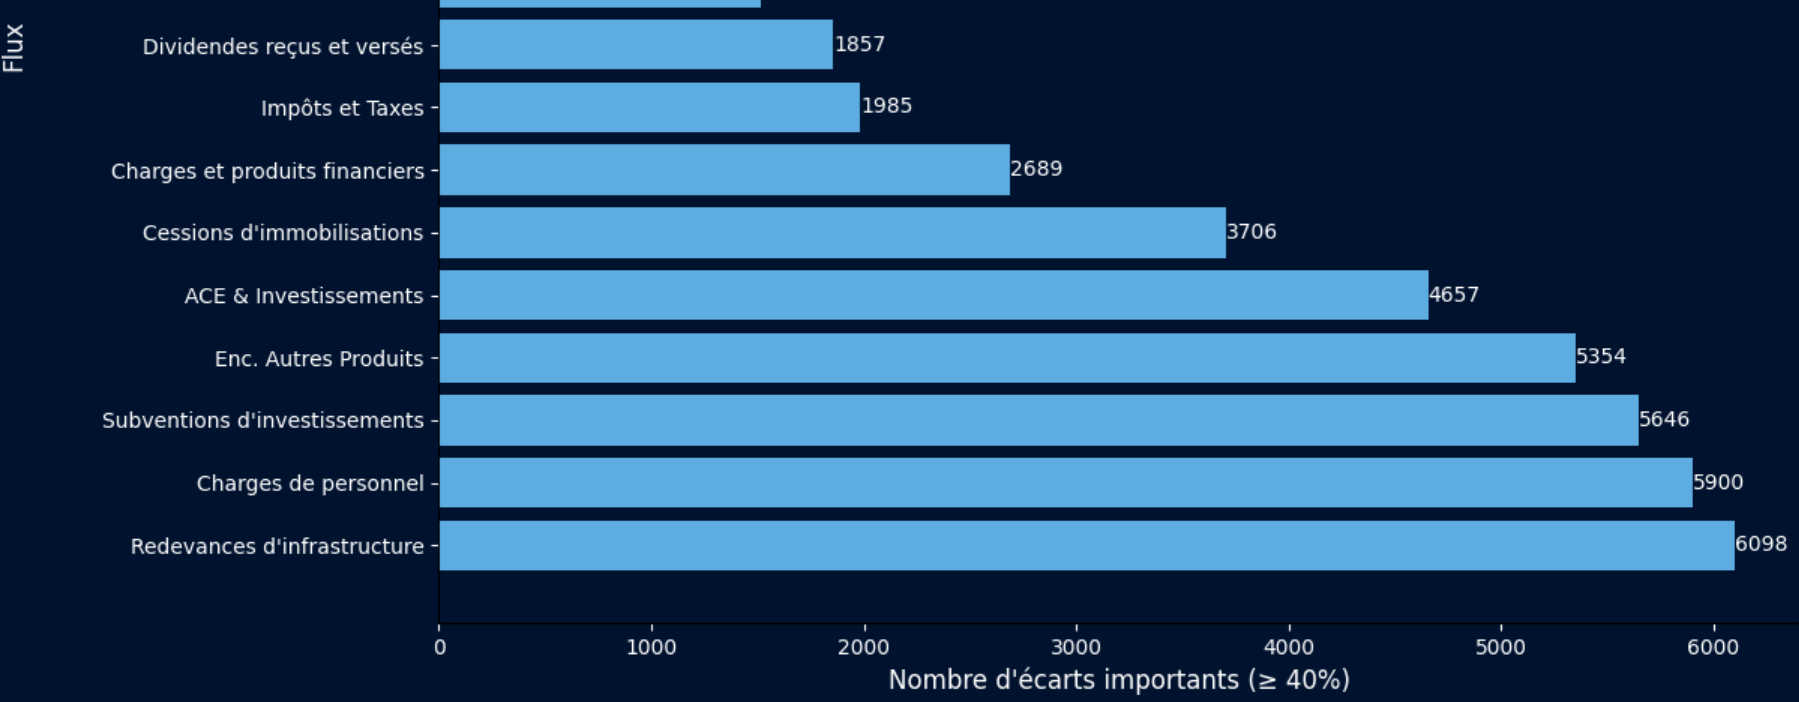 Flux
Dividendes reçus et versés 1857
Impôts et Taxes 1985
Charges et produits financiers 2689
Cessions d'immobilisations 3706
ACE & Investissements 4657
Enc. Autres Produits 5354
Subventions d'investissements 5646
Charges de personnel 5900
Redevances d'infrastructure 6098
0 1000 2000 3000 4000 5000 6000
Nombre d'écarts importants (≥ 40%)